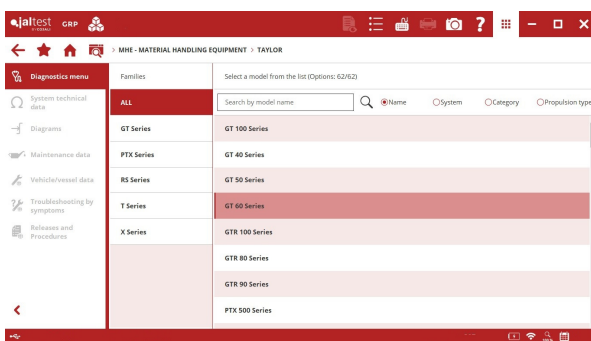 jaltest GRP
BY COJALI
?
> MHE - MATERIAL HANDLING EQUIPMENT > TAYLOR
Diagnostics menu
System technical data
Diagrams
Maintenance data
Vehicle/vessel data
Troubleshooting by symptoms
Releases and Procedures
Families
ALL
GT Series
PTX Series
RS Series
T Series
X Series
Select a model from the list (Options: 62/62)
Search by model name
Name
System
Category
Propulsion type
GT 100 Series
GT 40 Series
GT 50 Series
GT 60 Series
GTR 100 Series
GTR 80 Series
GTR 90 Series
PTX 500 Series